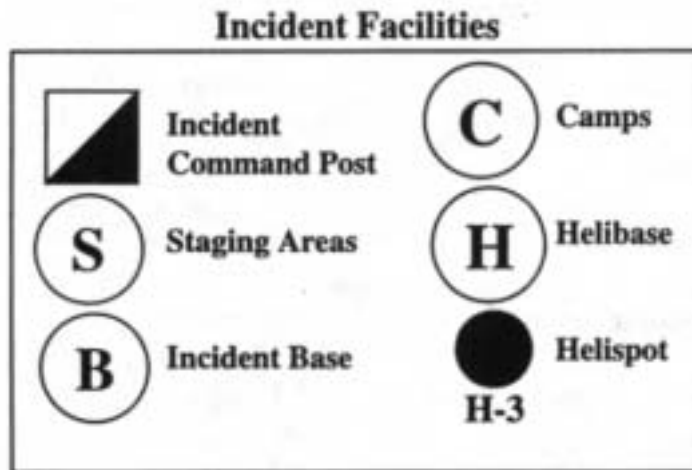 Incident Facilities
Incident
Command Post
S
Staging Areas
B
Incident Base
C
Camps
H
Helibase
Helispot
H-3